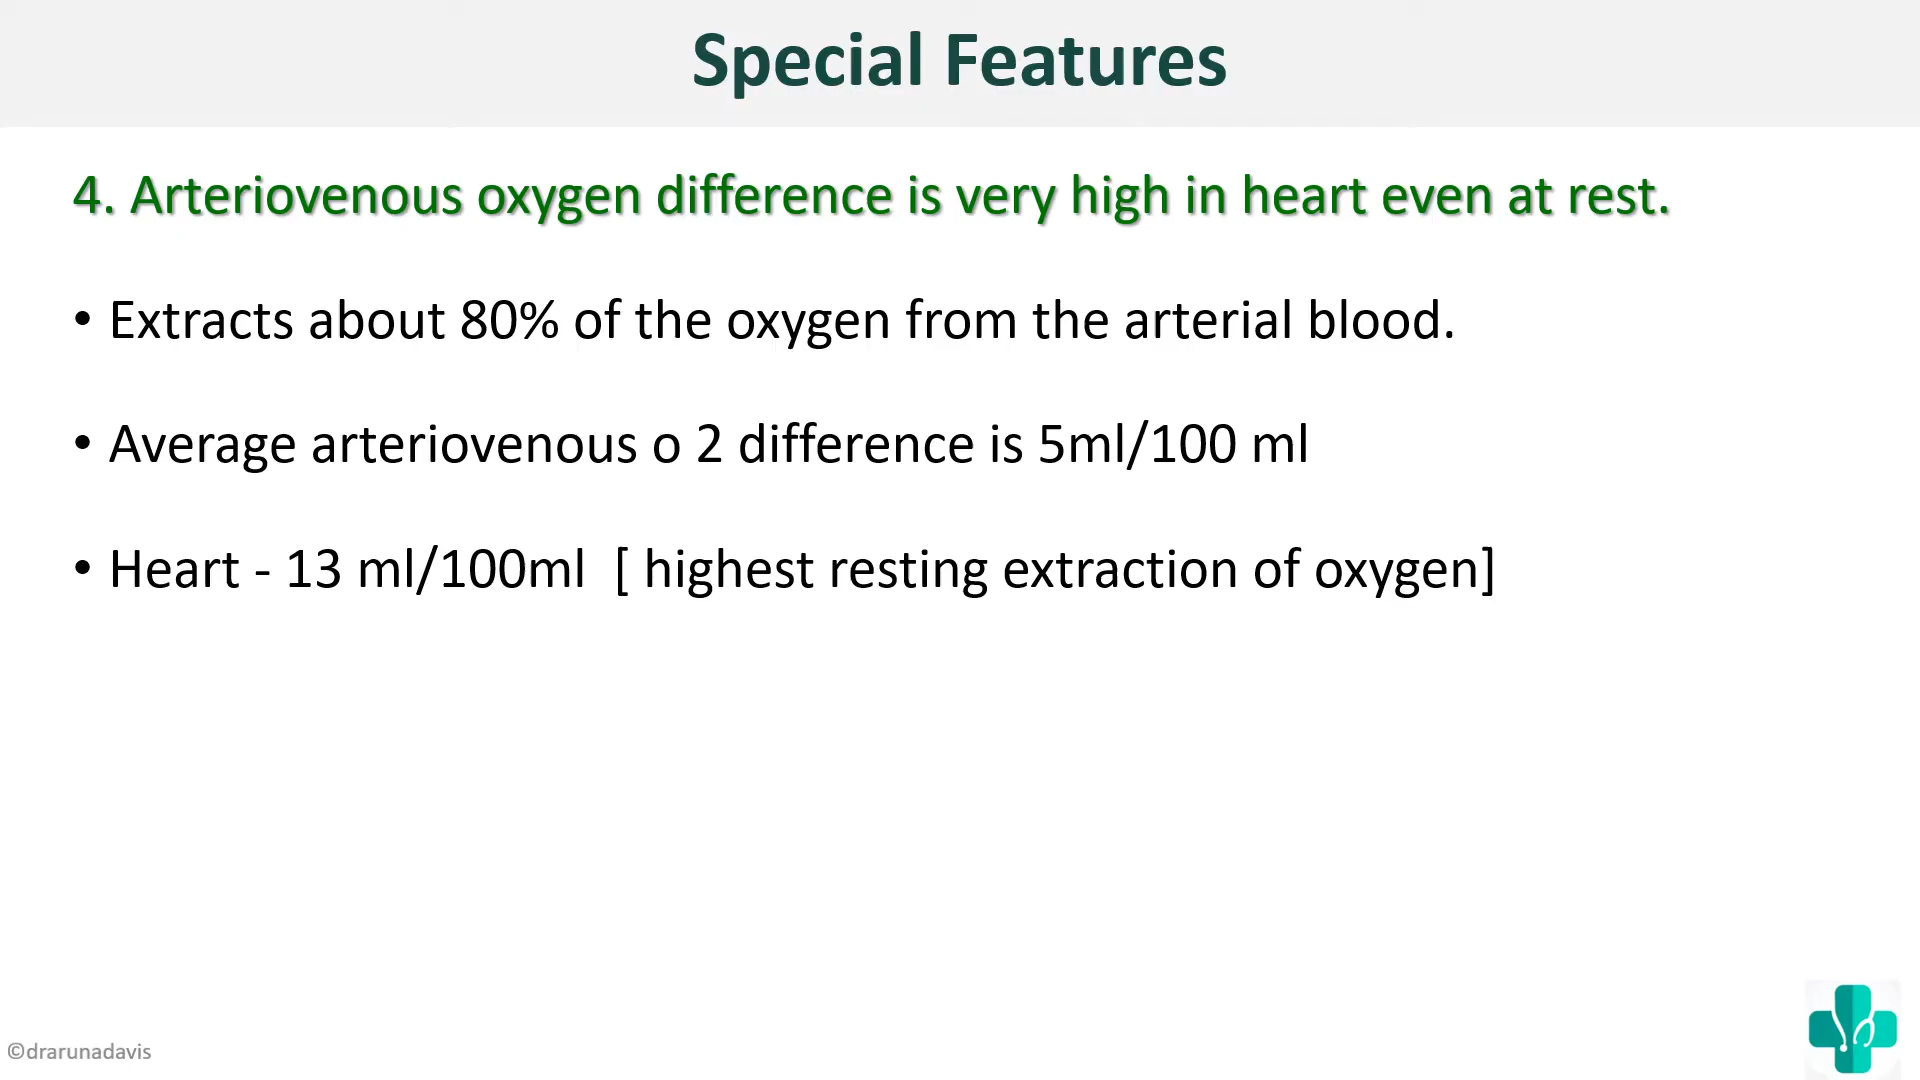 Special Features
4. Arteriovenous oxygen difference is very high in heart even at rest.
• Extracts about 80% of the oxygen from the arterial blood.
• Average arteriovenous o 2 difference is 5ml/100 ml
• Heart - 13 ml/100ml  [ highest resting extraction of oxygen]
©drarunadavis